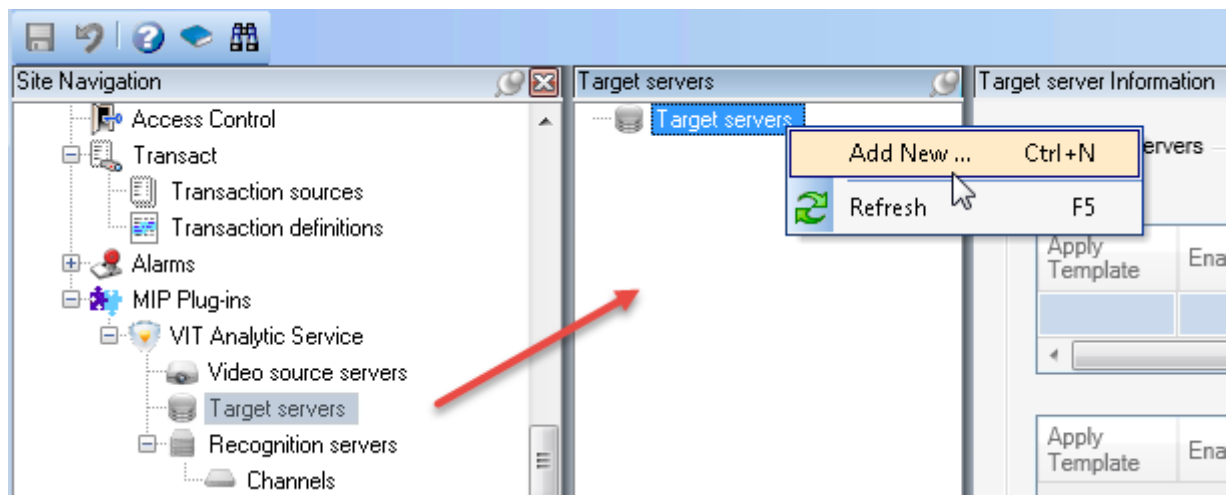 Site Navigation
Access Control
Transact
Transaction sources
Transaction definitions
Alarms
MIP Plug-ins
VIT Analytic Service
Video source servers
Target servers
Recognition servers
Channels
Target servers
Target servers
Add New ... Ctrl+N
Refresh F5
Target server Information
Apply Template
Apply Template